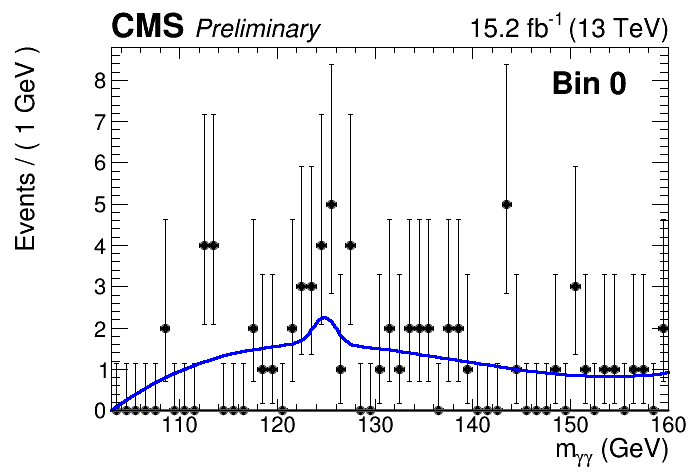 CMS Preliminary 15.2 fb⁻¹ (13 TeV)
Bin 0
Events / ( 1 GeV )
8
7
6
5
4
3
2
1
0
110 120 130 140 150 160
mγγ (GeV)